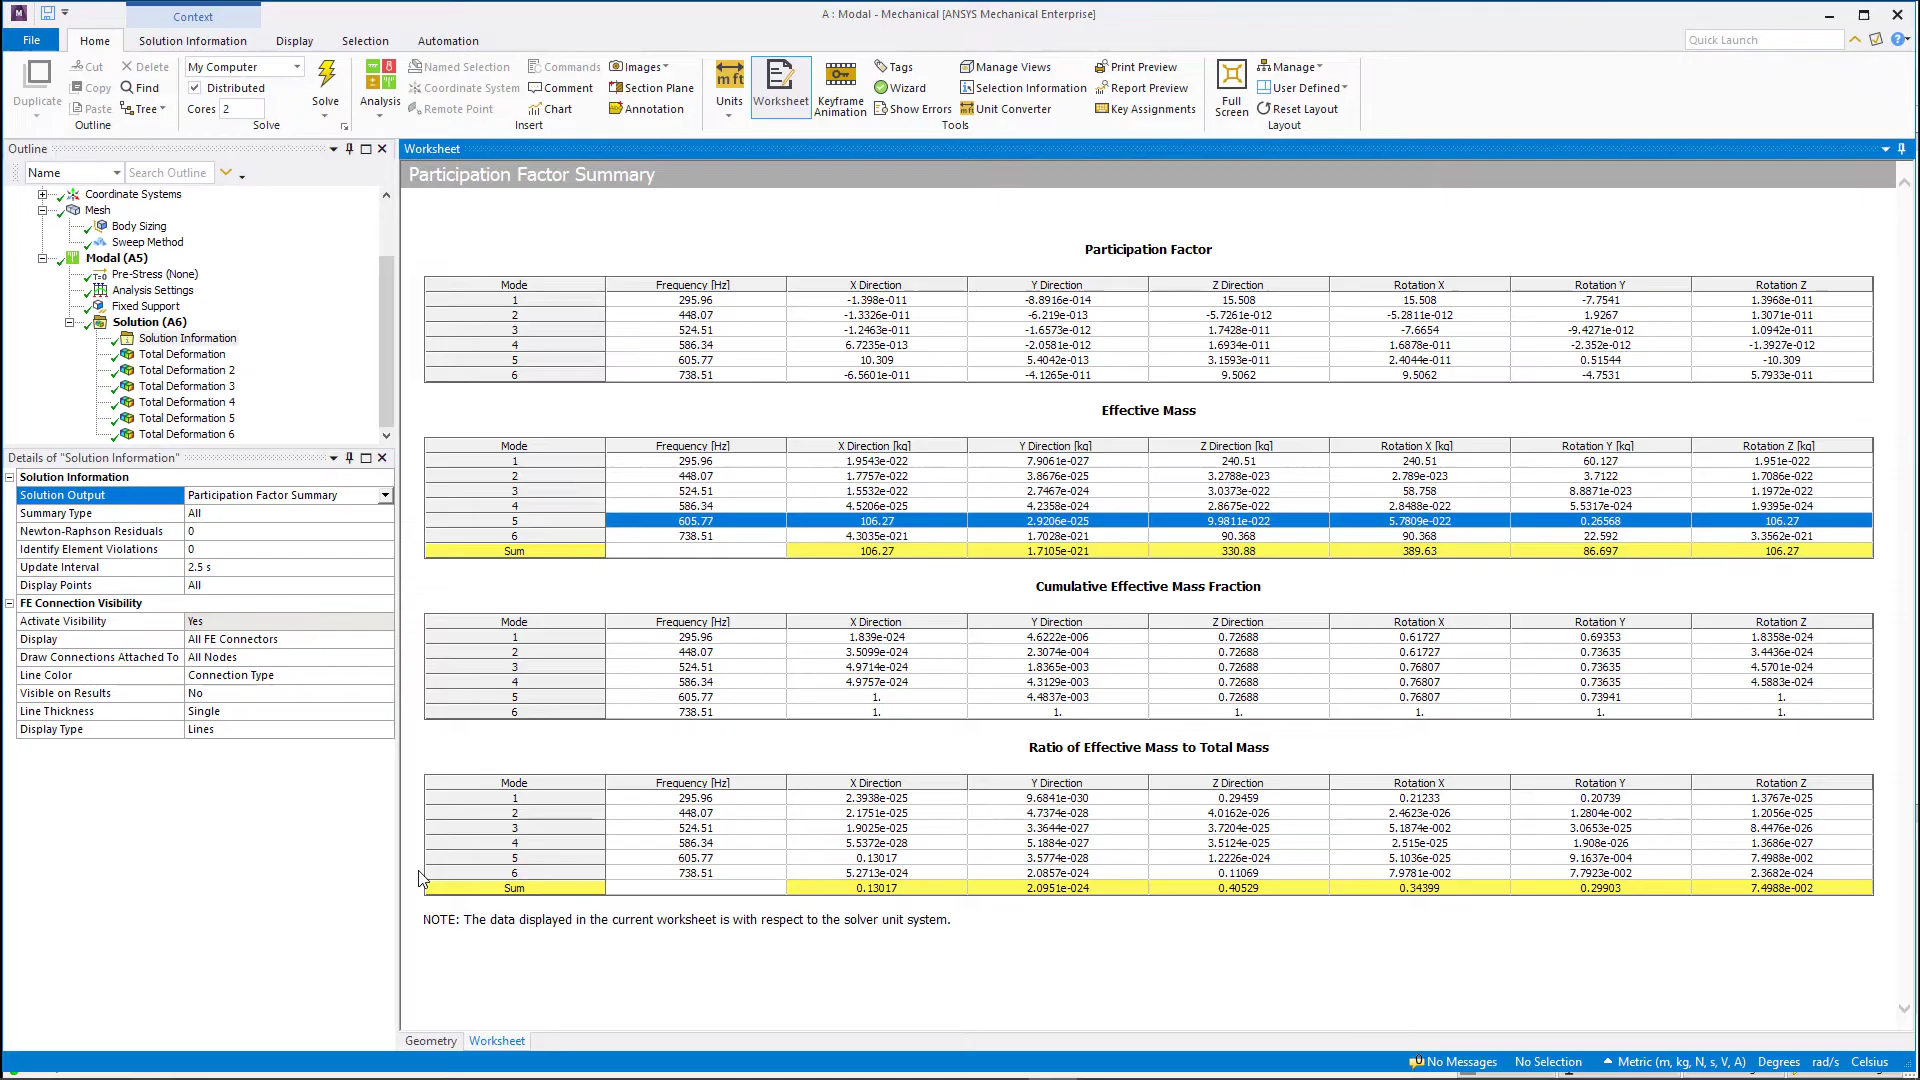 Context
A : Modal - Mechanical [ANSYS Mechanical Enterprise]
File Home Solution Information Display Selection Automation Quick Launch
Duplicate Cut Copy Paste Delete Find Tree Outline
My Computer Distributed Cores 2 Solve Solve
Analysis Named Selection Coordinate System Remote Point Commands Comment Chart Images Section Plane Annotation Insert
Units Worksheet Keyframe Animation Tags Wizard Show Errors Manage Views Selection Information Unit Converter Print Preview Report Preview Key Assignments Tools
Full Screen Manage User Defined Reset Layout Layout
Outline
Name Search Outline
Coordinate Systems
Mesh
Body Sizing
Sweep Method
Modal (A5)
Pre-Stress (None)
Analysis Settings
Fixed Support
Solution (A6)
Solution Information
Total Deformation
Total Deformation 2
Total Deformation 3
Total Deformation 4
Total Deformation 5
Total Deformation 6
Details of "Solution Information"
Solution Information
Solution Output Participation Factor Summary
Summary Type All
Newton-Raphson Residuals 0
Identify Element Violations 0
Update Interval 2.5 s
Display Points All
FE Connection Visibility
Activate Visibility Yes
Display All FE Connectors
Draw Connections Attached To All Nodes
Line Color Connection Type
Visible on Results No
Line Thickness Single
Display Type Lines
Worksheet
Participation Factor Summary
Participation Factor
Mode Frequency [Hz] X Direction Y Direction Z Direction Rotation X Rotation Y Rotation Z
1 295.96 -1.398e-011 -8.8916e-014 15.508 15.508 -7.7541 1.3968e-011
2 448.07 -1.3326e-011 -6.219e-013 -5.7261e-012 -5.2811e-012 1.9267 1.3071e-011
3 524.51 -1.2463e-011 -1.6573e-012 1.7428e-011 -7.6654 -9.4271e-012 1.0942e-011
4 586.34 6.7235e-013 -2.0581e-012 1.6934e-011 1.6878e-011 -2.352e-012 -1.3927e-012
5 605.77 10.309 5.4042e-013 3.1593e-011 2.4044e-011 0.51544 -10.309
6 738.51 -6.5601e-011 -4.1265e-011 9.5062 9.5062 -4.7531 5.7933e-011
Effective Mass
Mode Frequency [Hz] X Direction [kg] Y Direction [kg] Z Direction [kg] Rotation X [kg] Rotation Y [kg] Rotation Z [kg]
1 295.96 1.9543e-022 7.9061e-027 240.51 240.51 60.127 1.951e-022
2 448.07 1.7757e-022 3.8676e-025 3.2788e-023 2.789e-023 3.7122 1.7086e-022
3 524.51 1.5532e-022 2.7467e-024 3.0373e-022 58.758 8.8871e-023 1.1972e-022
4 586.34 4.5206e-025 4.2358e-024 2.8675e-022 2.8488e-022 5.5317e-024 1.9395e-024
5 605.77 106.27 2.9206e-025 9.9811e-022 5.7809e-022 0.26568 106.27
6 738.51 4.3035e-021 1.7028e-021 90.368 90.368 22.592 3.3562e-021
Sum 106.27 1.7105e-021 330.88 389.63 86.697 106.27
Cumulative Effective Mass Fraction
Mode Frequency [Hz] X Direction Y Direction Z Direction Rotation X Rotation Y Rotation Z
1 295.96 1.839e-024 4.6222e-006 0.72688 0.61727 0.69353 1.8358e-024
2 448.07 3.5099e-024 2.3074e-004 0.72688 0.61727 0.73635 3.4436e-024
3 524.51 4.9714e-024 1.8365e-003 0.72688 0.76807 0.73635 4.5701e-024
4 586.34 4.9757e-024 4.3129e-003 0.72688 0.76807 0.73635 4.5883e-024
5 605.77 1. 4.4837e-003 0.72688 0.76807 0.73941 1.
6 738.51 1. 1. 1. 1. 1. 1.
Ratio of Effective Mass to Total Mass
Mode Frequency [Hz] X Direction Y Direction Z Direction Rotation X Rotation Y Rotation Z
1 295.96 2.3938e-025 9.6841e-030 0.29459 0.21233 0.20739 1.3767e-025
2 448.07 2.1751e-025 4.7374e-028 4.0162e-026 2.4623e-026 1.2804e-002 1.2056e-025
3 524.51 1.9025e-025 3.3644e-027 3.7204e-025 5.1874e-002 3.0653e-025 8.4476e-026
4 586.34 5.5372e-028 5.1884e-027 3.5124e-025 2.515e-025 1.908e-026 1.3686e-027
5 605.77 0.13017 3.5774e-028 1.2226e-024 5.1036e-025 9.1637e-004 7.4988e-002
6 738.51 5.2713e-024 2.0857e-024 0.11069 7.9781e-002 7.7923e-002 2.3682e-024
Sum 0.13017 2.0951e-024 0.40529 0.34399 0.29903 7.4988e-002
NOTE: The data displayed in the current worksheet is with respect to the solver unit system.
Geometry Worksheet
No Messages No Selection Metric (m, kg, N, s, V, A) Degrees rad/s Celsius